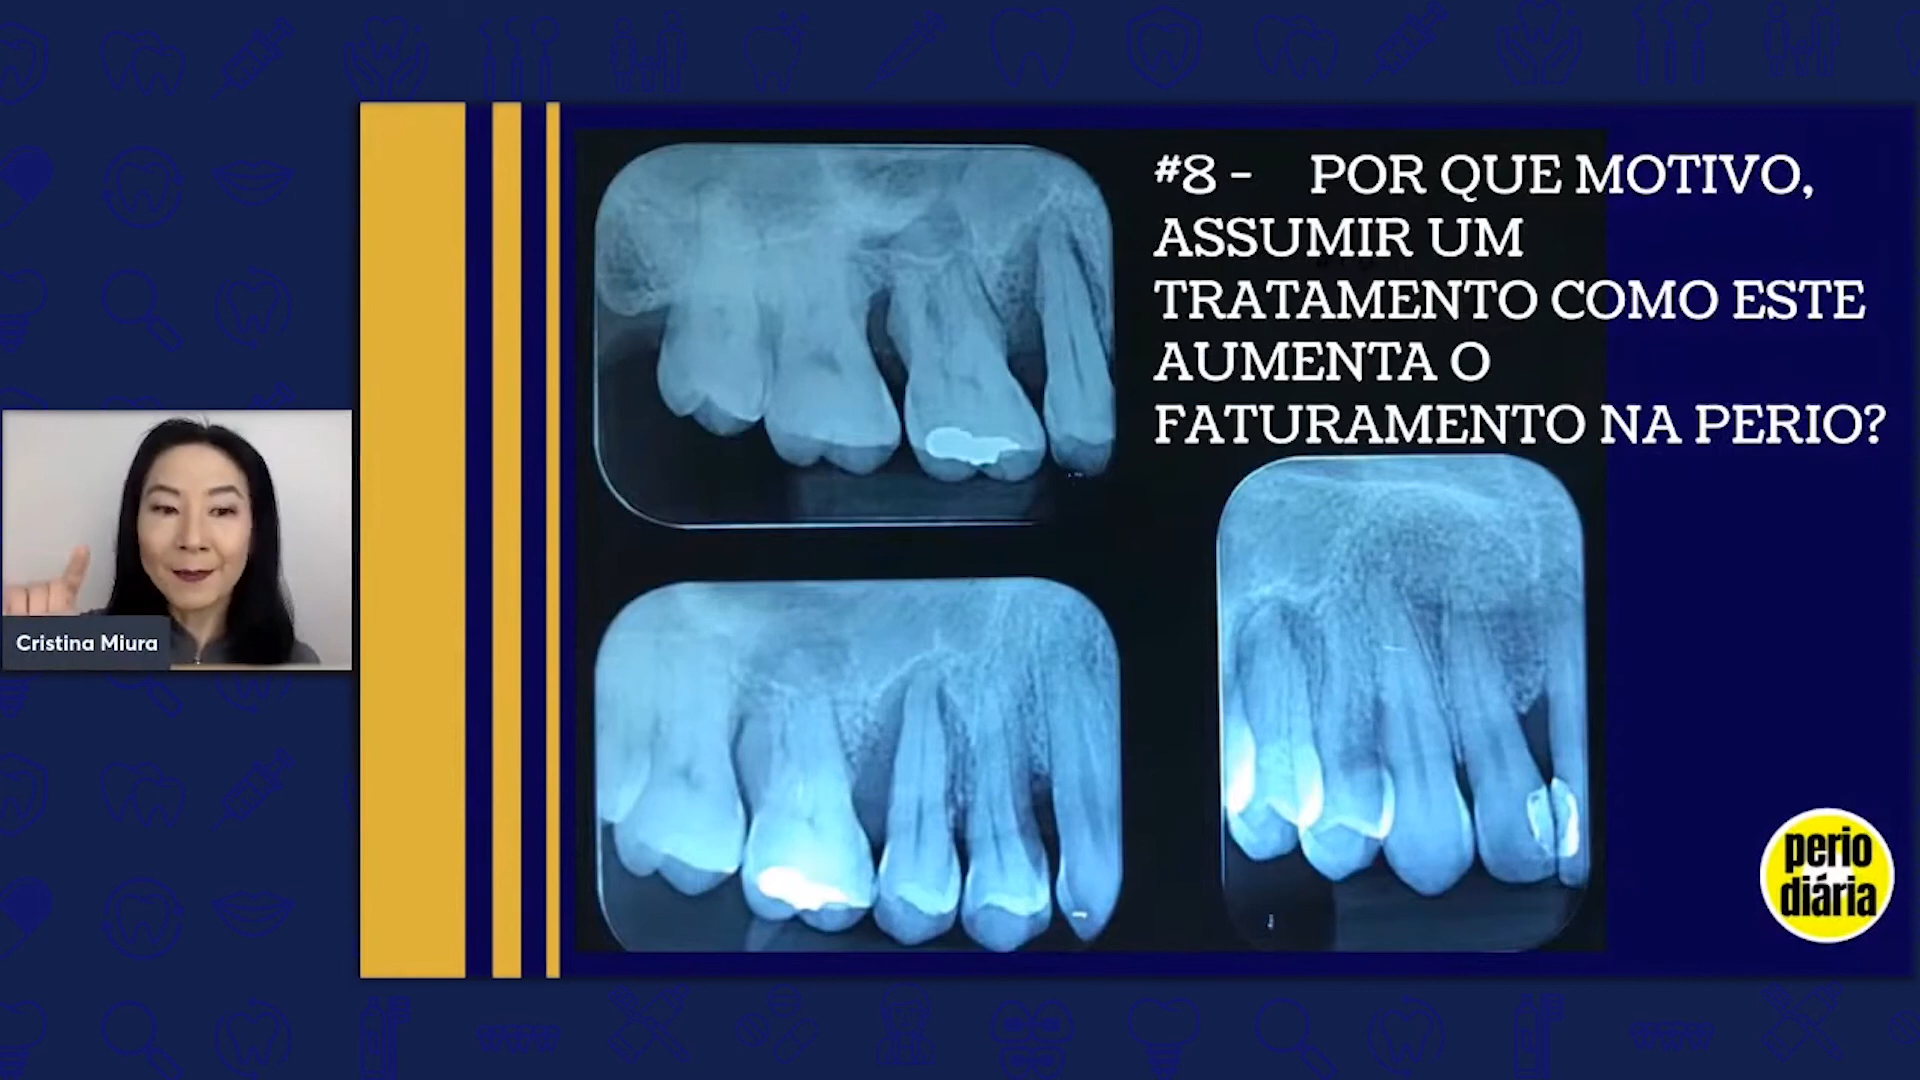 #8 - POR QUE MOTIVO,
ASSUMIR UM
TRATAMENTO COMO ESTE
AUMENTA O
FATURAMENTO NA PERIO?
Cristina Miura
perio
diária